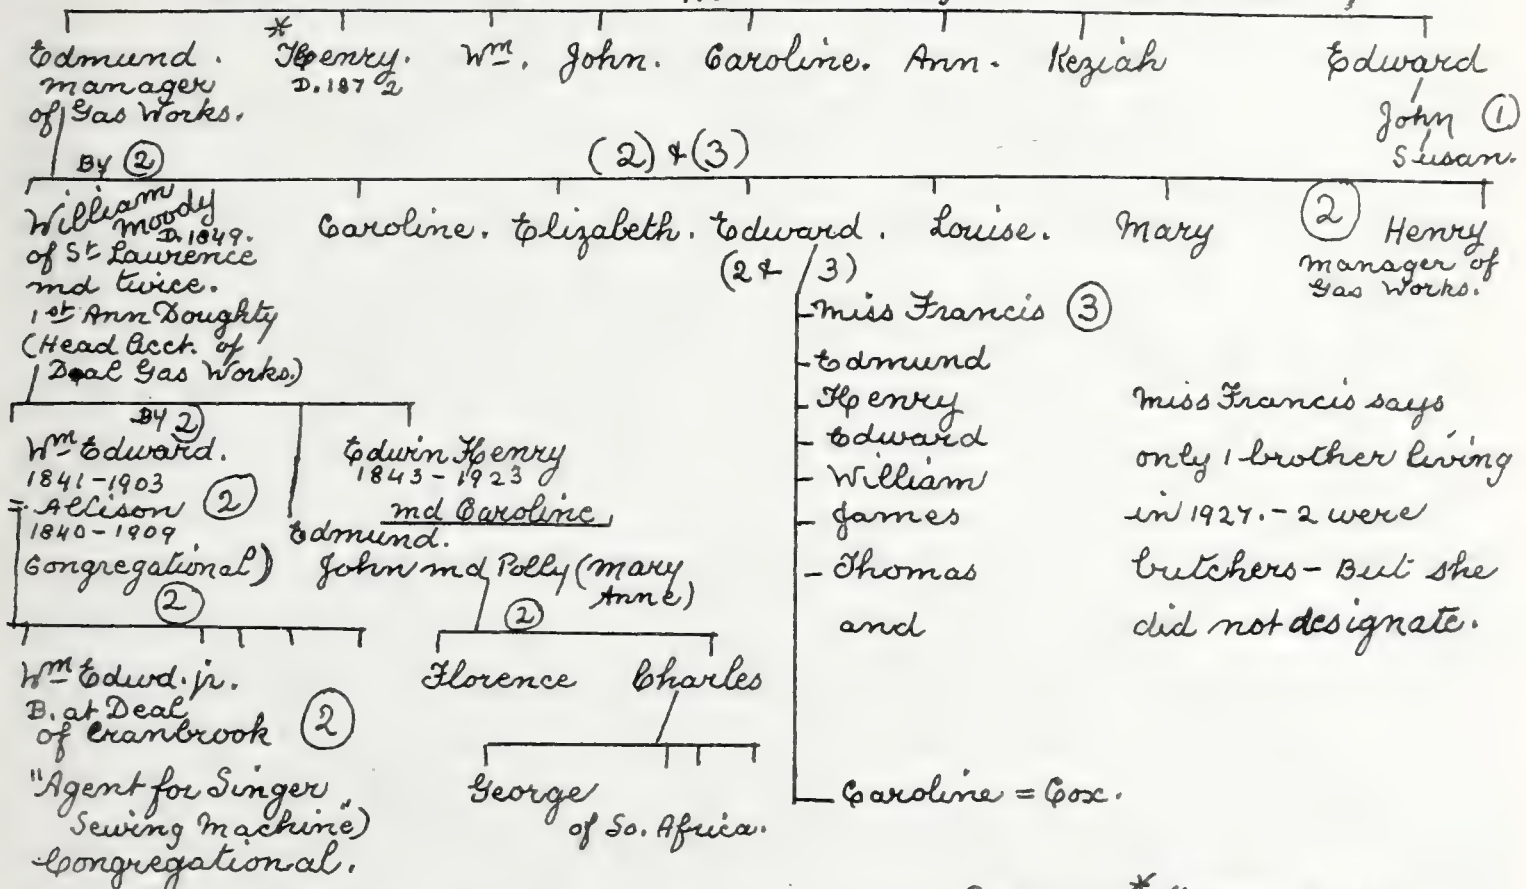 Edmund. *Henry. Wm. John. Caroline. Ann. Keziah Edward
manager D. 1872
of Gas Works.
John ①
Susan.
By ② (2) & (3)
William Moody Caroline. Elizabeth. Edward. Louise. Mary ② Henry
D. 1849. (2 & 3) manager of
of St. Laurence Gas Works.
md twice.
1st Ann Doughty
(Head Acct. of
Deal Gas Works.)
Miss Francis ③
Edmund
Henry
Edward
William
James
Thomas
and
Caroline = Cox.
Miss Francis says
only 1 brother living
in 1927. - 2 were
butchers - But she
did not designate.
By 2)
Wm Edward.
1841-1903
= Allison ②
1840-1909
Congregational)
②
Edwin Henry
1843-1923
md Caroline
Edmund.
John md Polly (Mary
Anne)
②
Wm Edwd. jr.
B. at Deal
of Cranbrook ②
"Agent for Singer
Sewing Machine")
Congregational.
Florence Charles
George
of So. Africa.
*